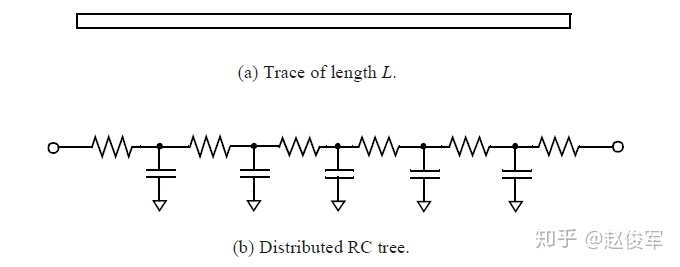 (a) Trace of length L.
(b) Distributed RC tree.
知乎 @赵俊军